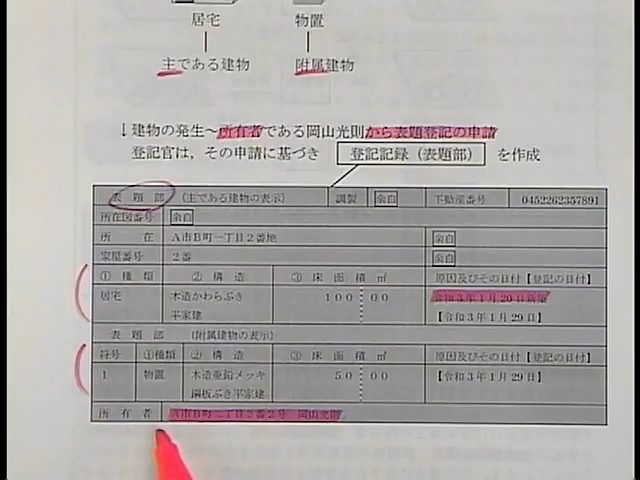 居宅 物置
主である建物 附属建物
↓建物の発生～所有者である岡山光則から表題登記の申請
登記官は，その申請に基づき 登記記録（表題部） を作成
表 題 部 (主である建物の表示) 調製 余白 不動産番号 0452262357891
所在図番号 余白
所 在 A市B町一丁目2番地 余白
家屋番号 2番 余白
① 種 類 ② 構 造 ③ 床 面 積 ㎡ 原因及びその日付【登記の日付】
居宅 木造かわらぶき平家建 100 00 令和3年1月20日新築
【令和3年1月29日】
表 題 部 (附属建物の表示)
符号 ①種類 ② 構 造 ③ 床 面 積 ㎡ 原因及びその日付【登記の日付】
1 物置 木造亜鉛メッキ鋼板ぶき平家建 50 00 【令和3年1月29日】
所 有 者 A市B町一丁目2番2号 岡山光則